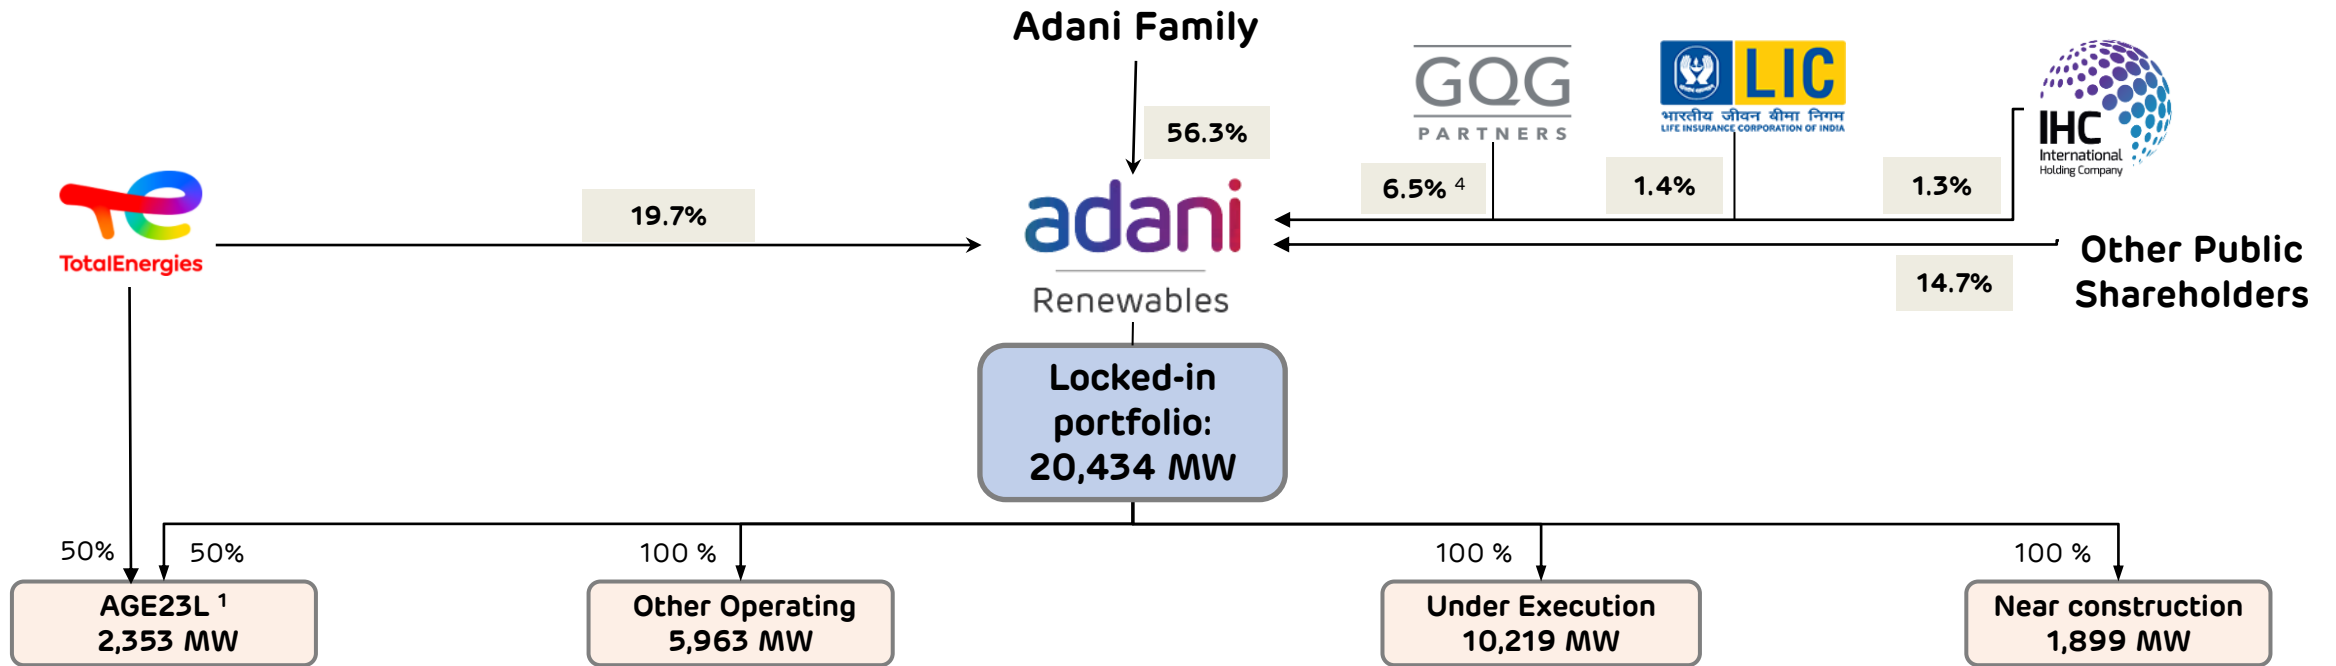 Adani Family
GQG
PARTNERS
LIC
भारतीय जीवन बीमा निगम
LIFE INSURANCE CORPORATION OF INDIA
IHC
International
Holding Company
56.3%
6.5% 4
1.4%
1.3%
TotalEnergies
19.7%
adani
Renewables
Other Public
Shareholders
14.7%
Locked-in
portfolio:
20,434 MW
50%
50%
100 %
100 %
100 %
AGE23L 1
2,353 MW
Other Operating
5,963 MW
Under Execution
10,219 MW
Near construction
1,899 MW